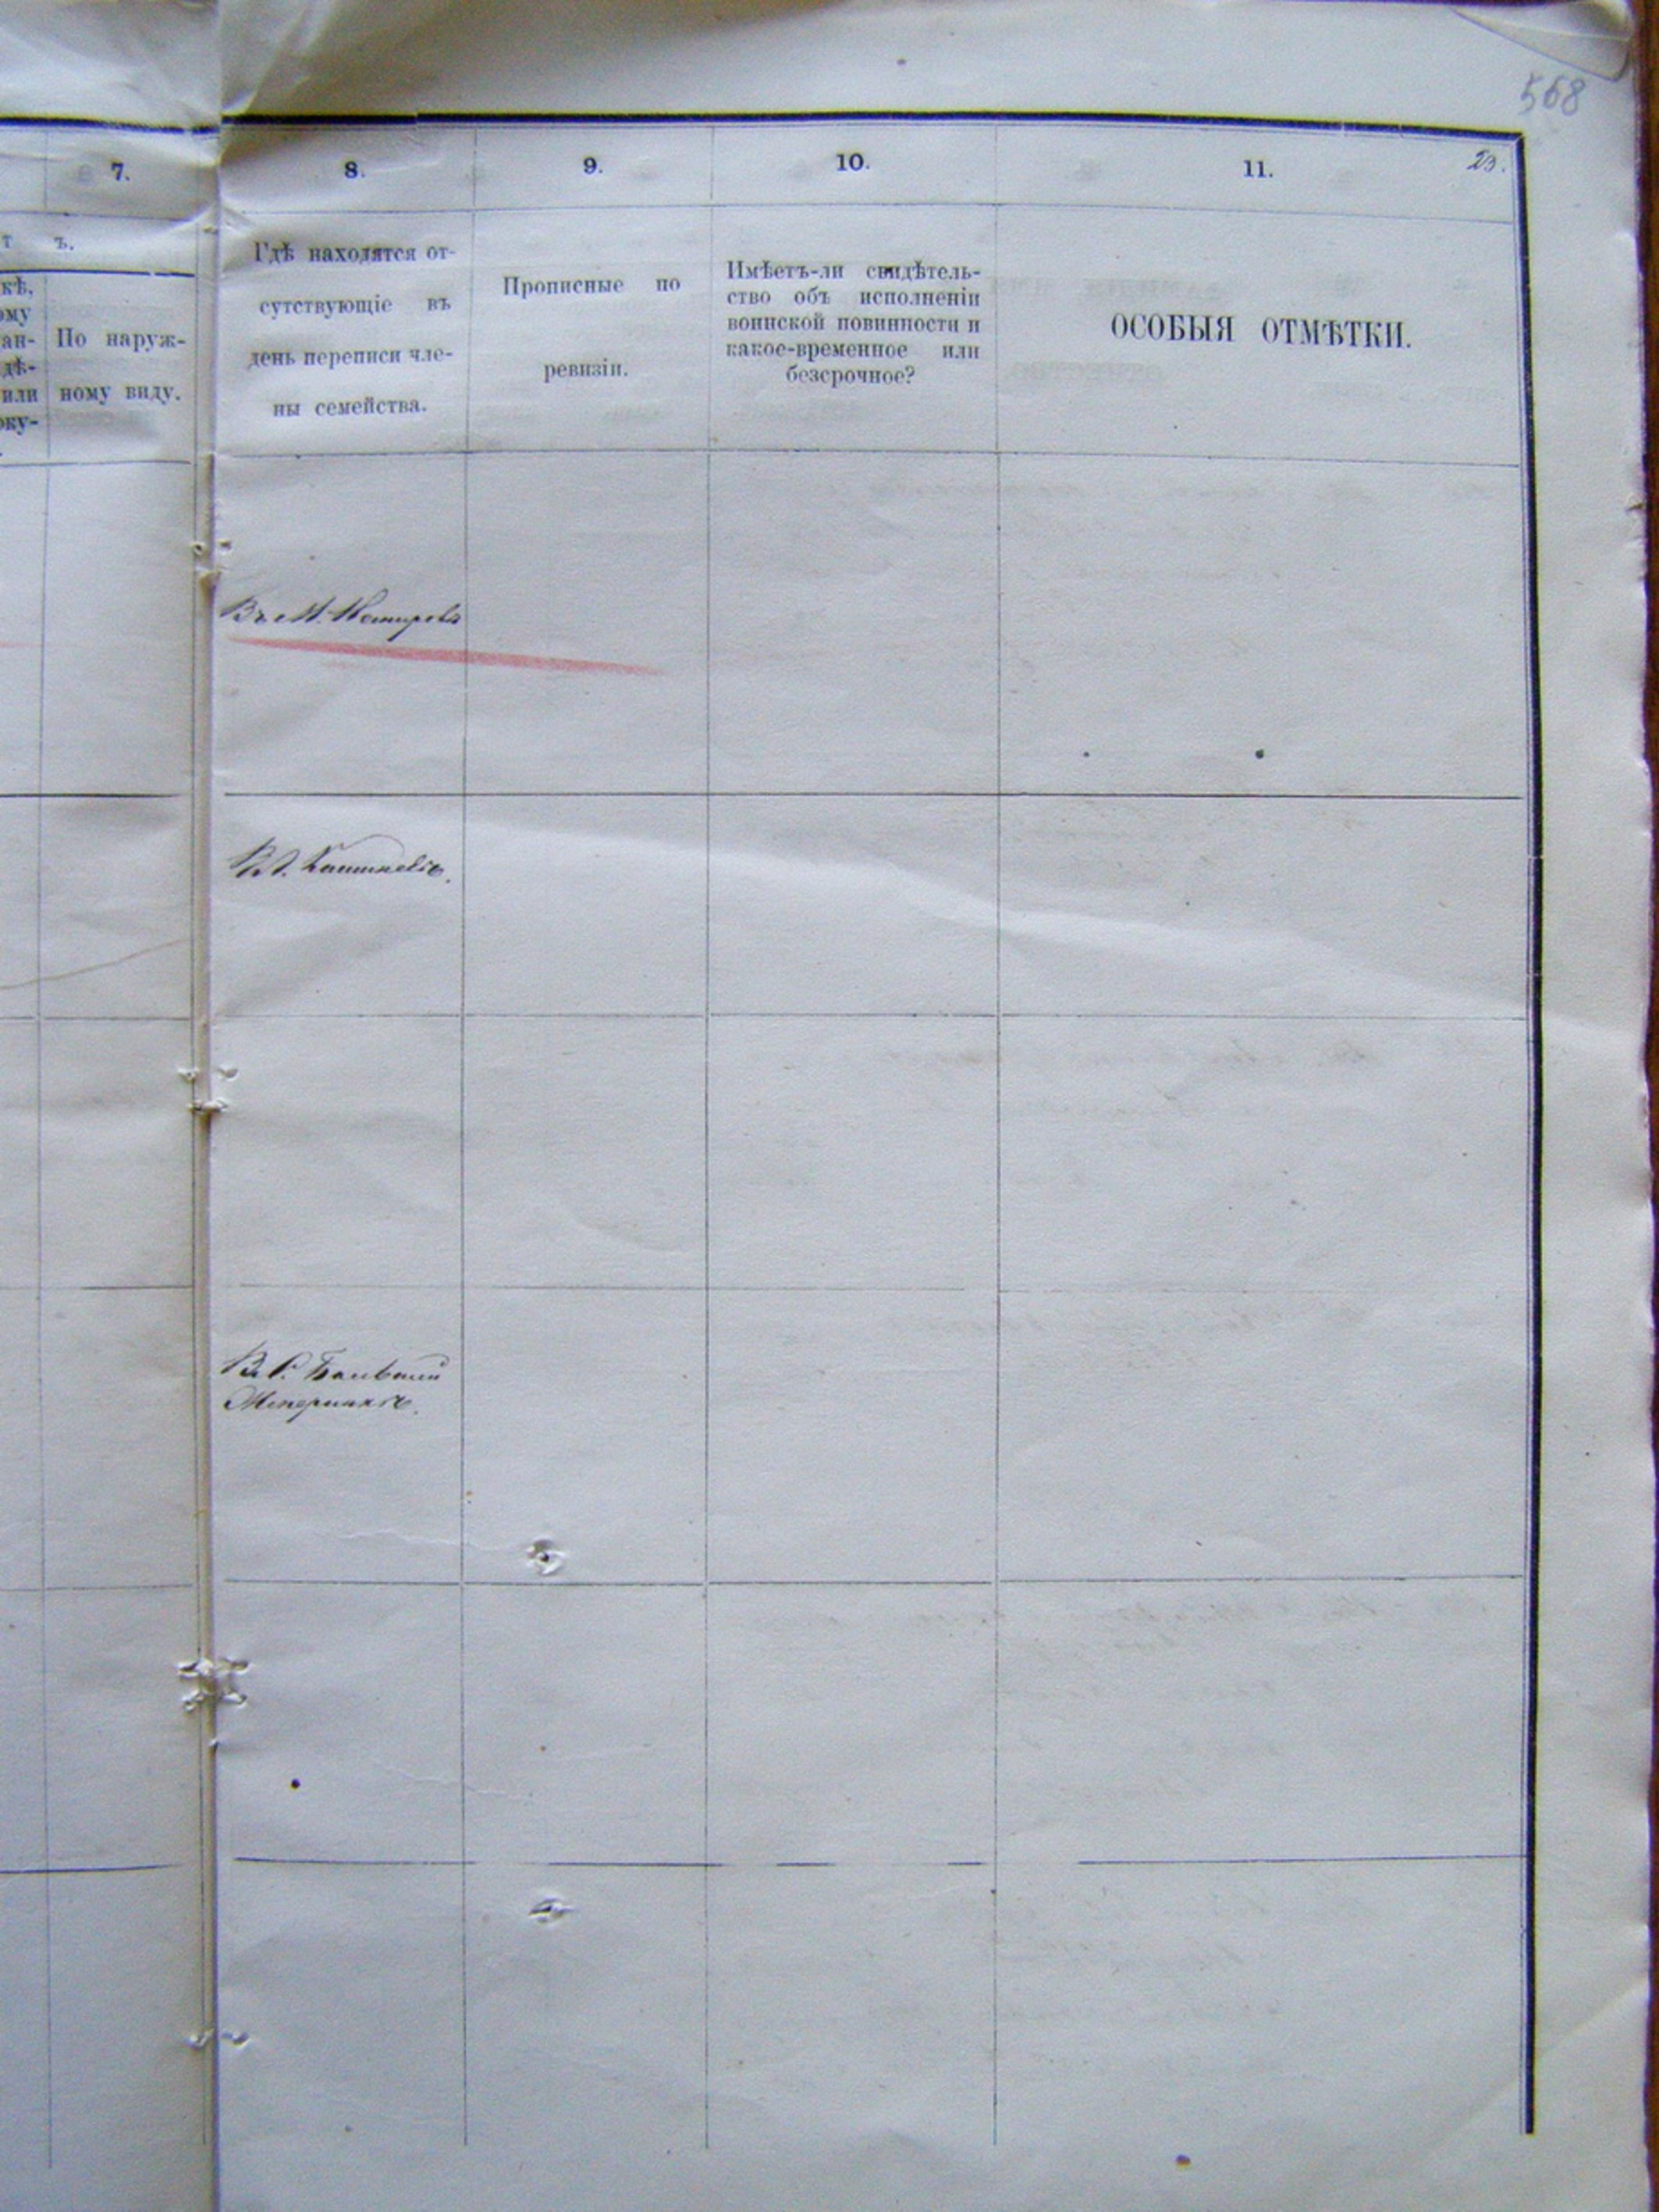 568
7.
8.
9.
10.
11.
23.
т ъ.
кѣ,
ому
ан-
дѣ-
или
оку-
По наруж-
ному виду.
Гдѣ находятся от-
сутствующіе въ
день переписи чле-
ны семейства.
Прописные по
ревизіи.
Имѣетъ-ли свидѣтель-
ство объ исполненіи
воинской повинности и
какое-временное или
безсрочное?
ОСОБЫЯ ОТМѢТКИ.
Въ М.
В.